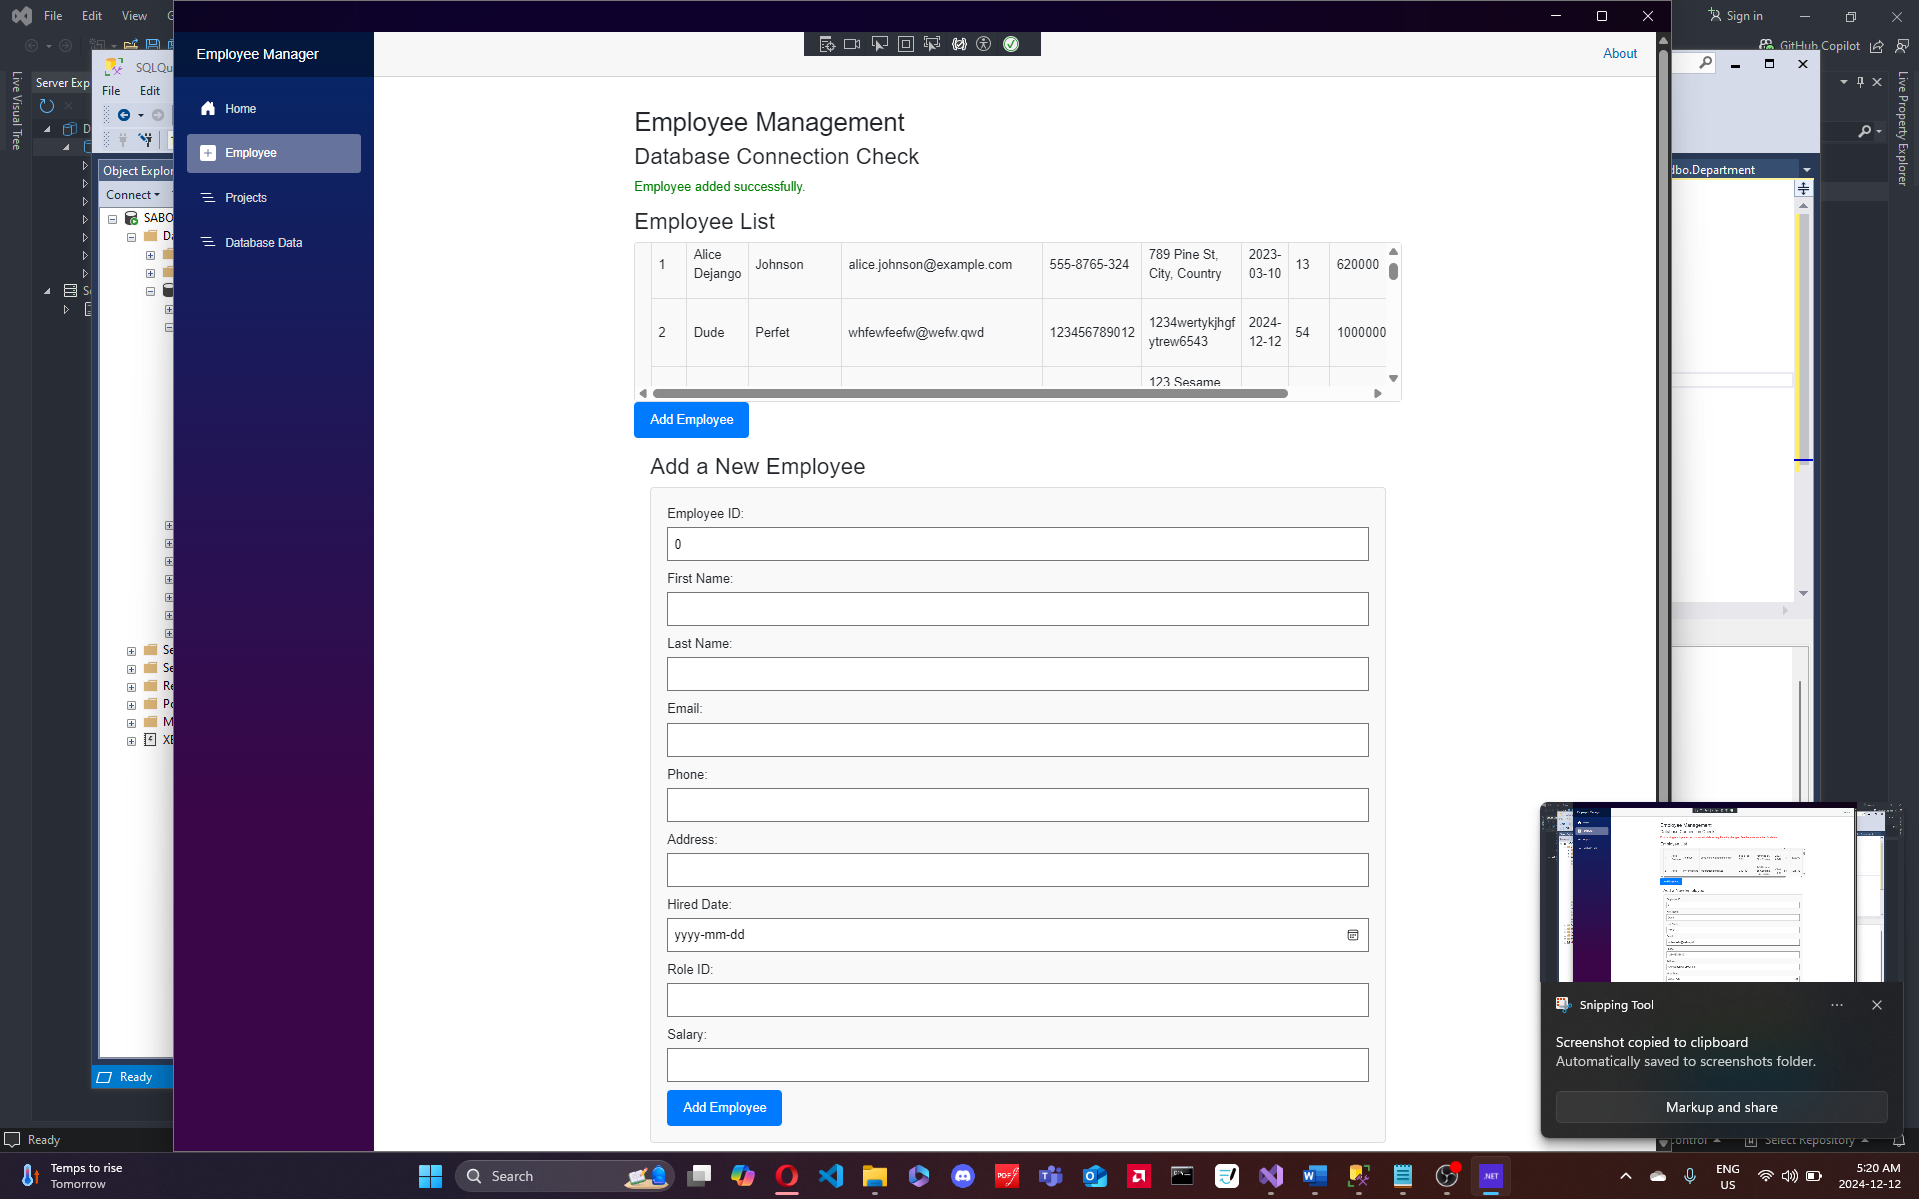 File Edit View
Sign in
GitHub Copilot
Live Visual Tree
Server Exp
SQLQu
File Edit
Object Explor
Connect
SABO
Ready
Ready
Employee Manager
Home
Employee
Projects
Database Data
About
Employee Management
Database Connection Check
Employee added successfully.
Employee List
1 Alice Dejango Johnson alice.johnson@example.com 555-8765-324 789 Pine St, City, Country 2023-03-10 13 620000
2 Dude Perfet whfewfeefw@wefw.qwd 123456789012 1234wertykjhgfytrew6543 2024-12-12 54 1000000
123 Sesame
Add Employee
Add a New Employee
Employee ID:
0
First Name:
Last Name:
Email:
Phone:
Address:
Hired Date:
yyyy-mm-dd
Role ID:
Salary:
Add Employee
dbo.Department
Live Property Explorer
Snipping Tool
Screenshot copied to clipboard
Automatically saved to screenshots folder.
Markup and share
Select Repository
Temps to rise
Tomorrow
Search
.NET
ENG
US
5:20 AM
2024-12-12